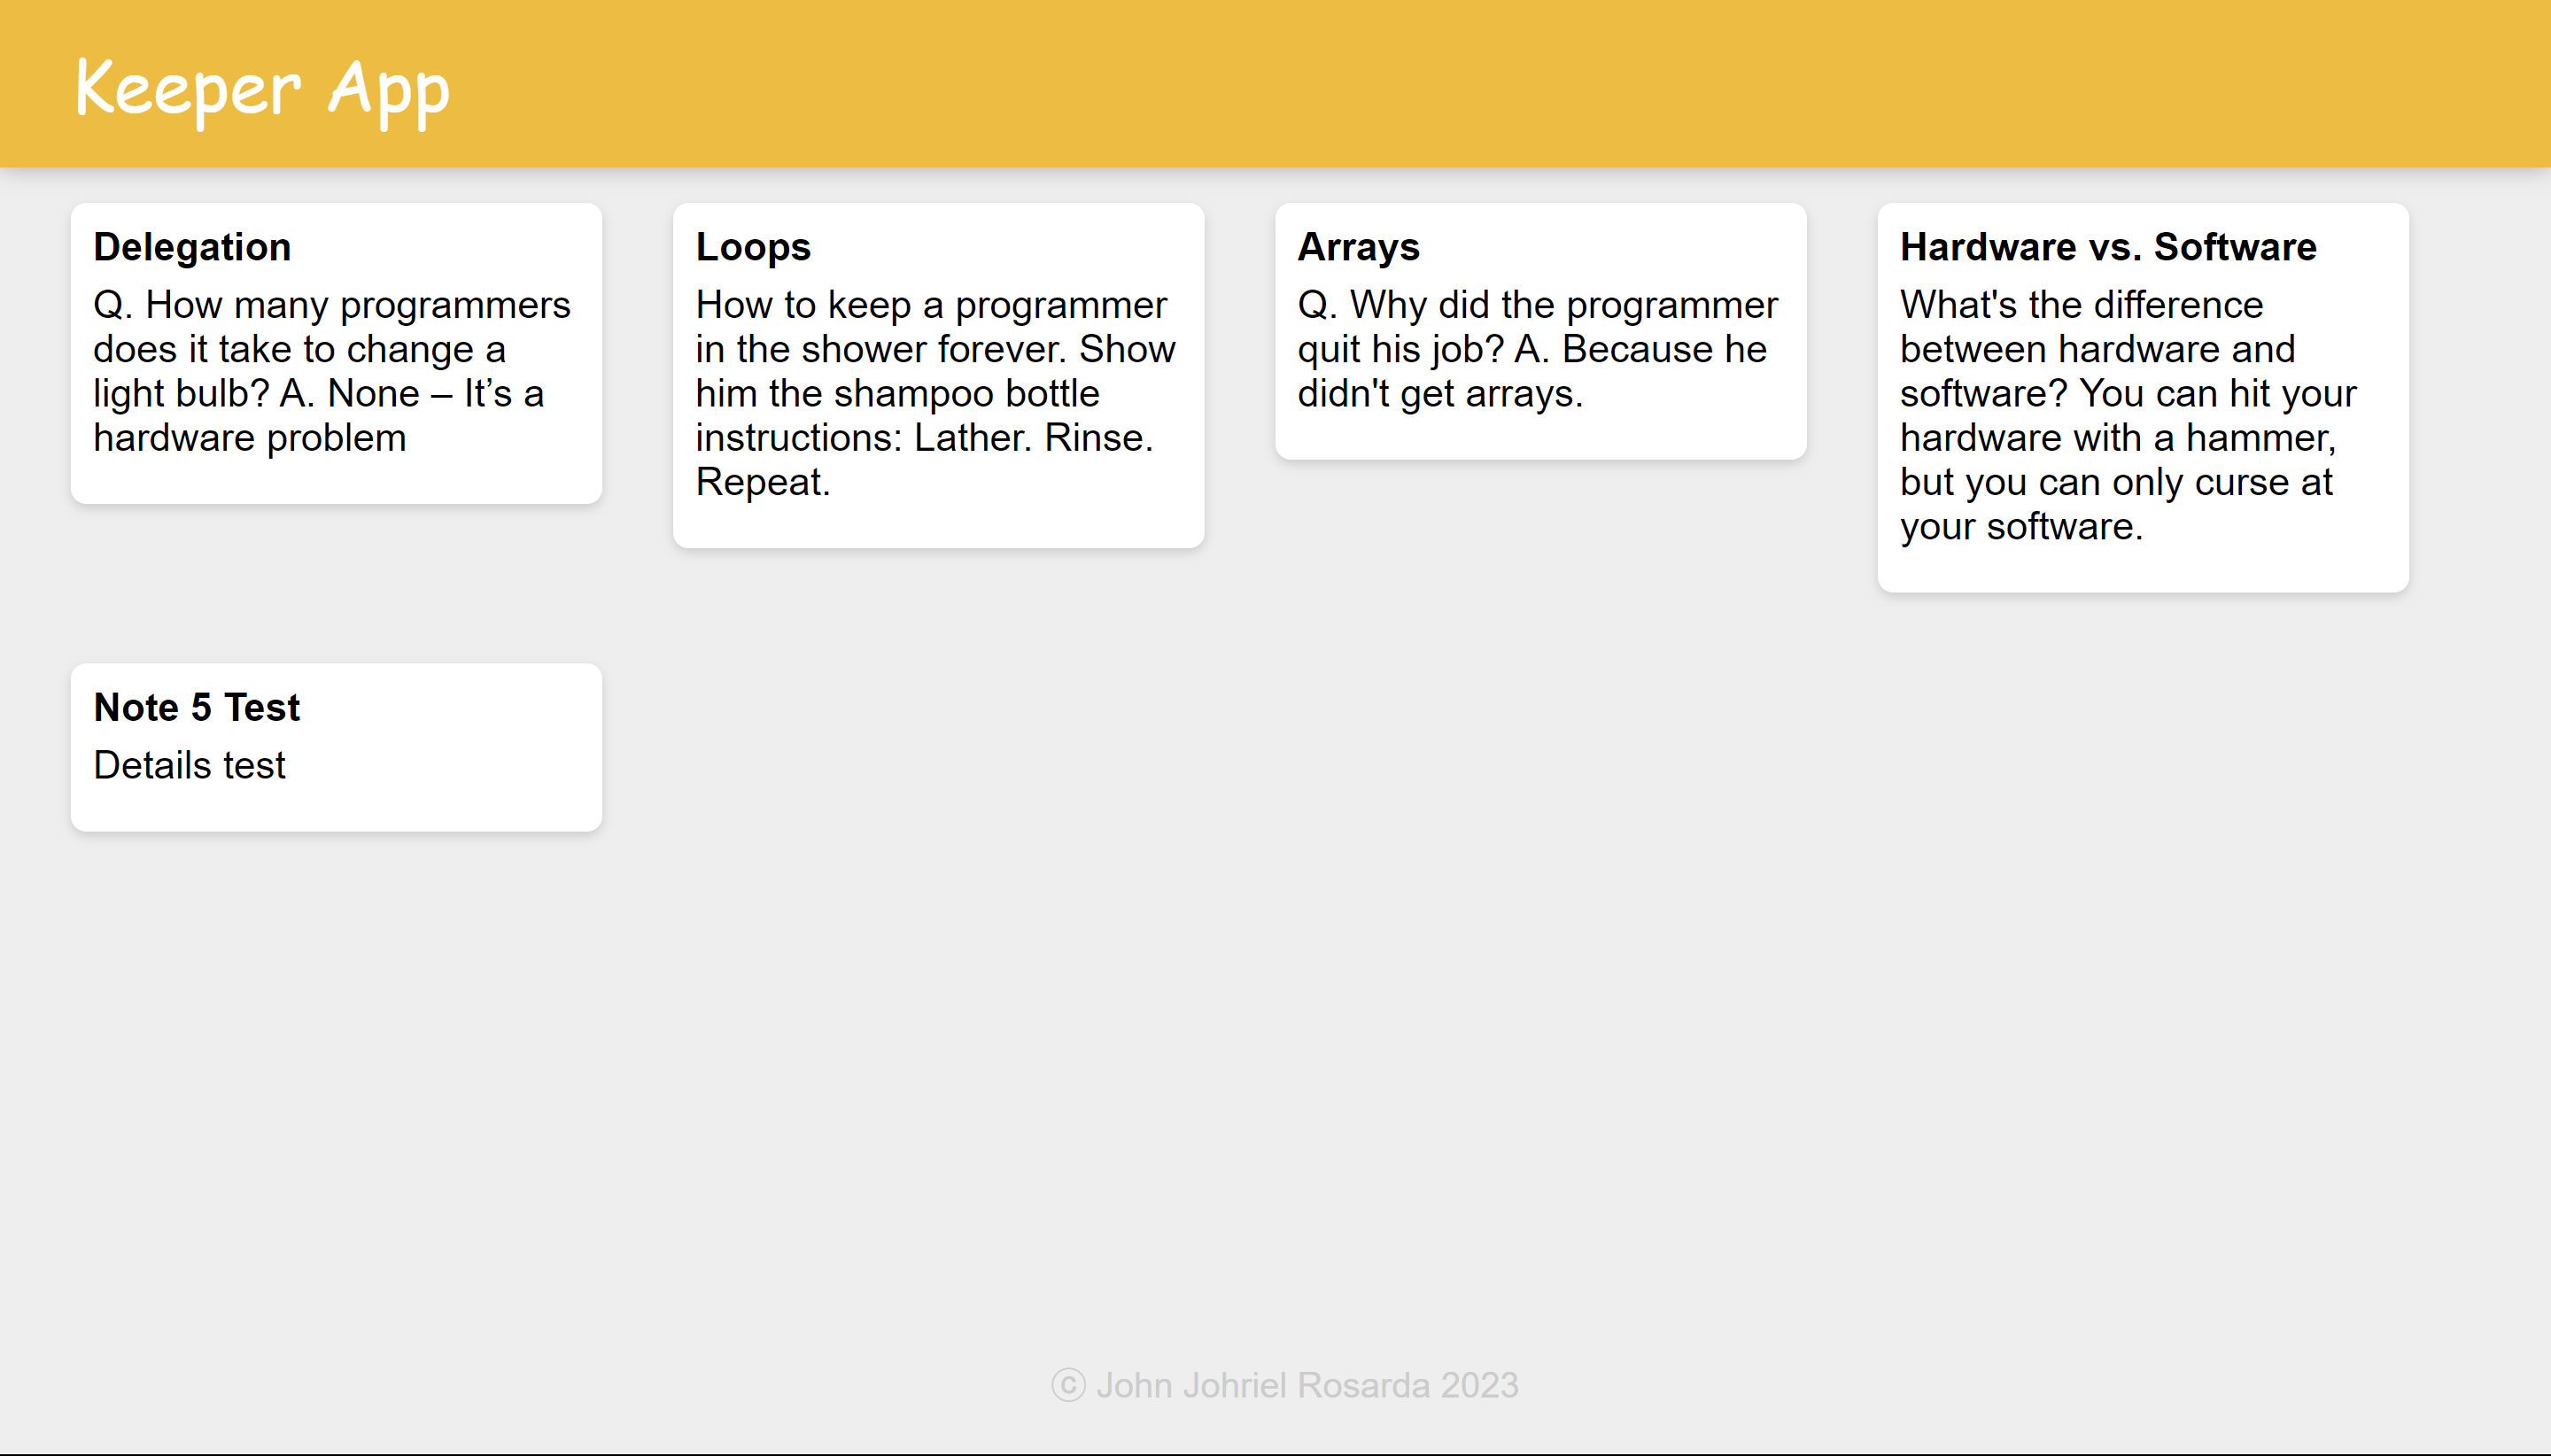 Keeper App
Delegation
Q. How many programmers
does it take to change a
light bulb? A. None – It’s a
hardware problem
Loops
How to keep a programmer
in the shower forever. Show
him the shampoo bottle
instructions: Lather. Rinse.
Repeat.
Arrays
Q. Why did the programmer
quit his job? A. Because he
didn't get arrays.
Hardware vs. Software
What's the difference
between hardware and
software? You can hit your
hardware with a hammer,
but you can only curse at
your software.
Note 5 Test
Details test
ⓒ John Johriel Rosarda 2023